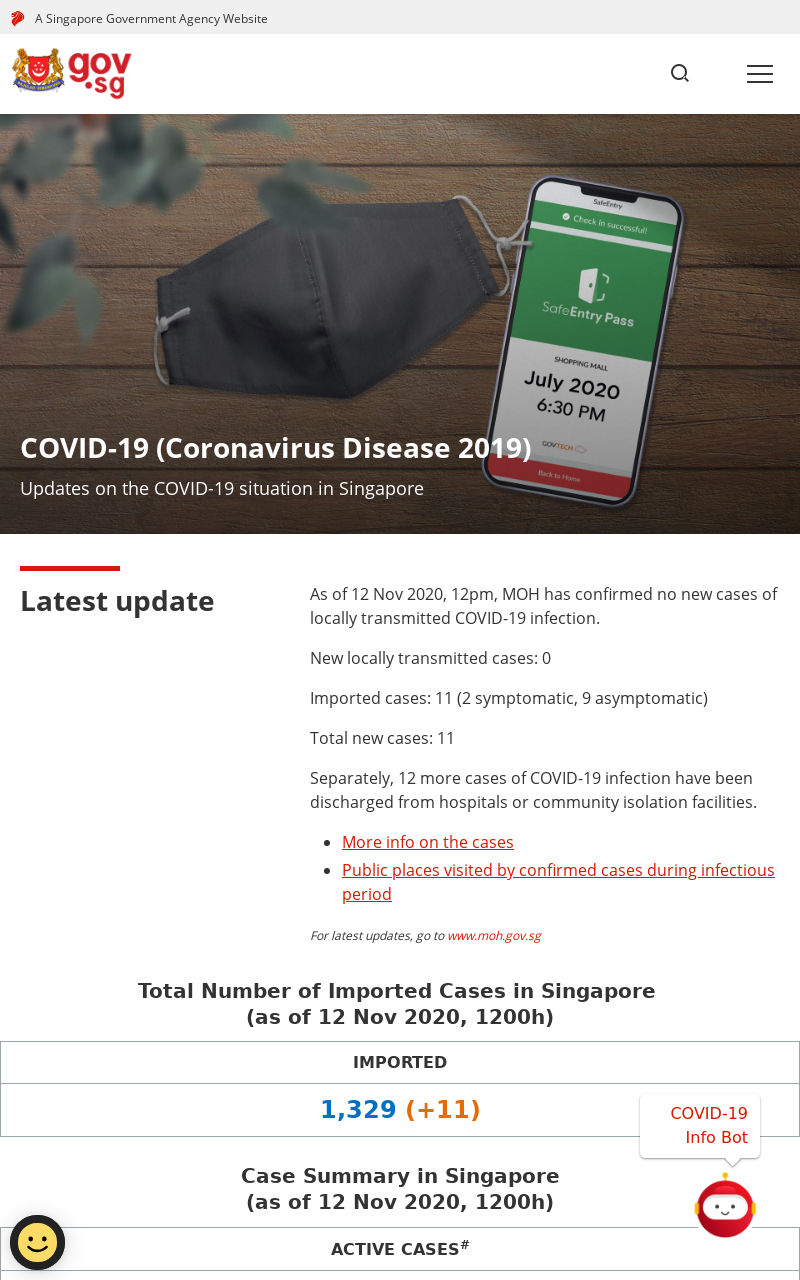 A Singapore Government Agency Website
gov
.sg
SafeEntry
Check in successful!
SafeEntry Pass
SHOPPING MALL
July 2020
6:30 PM
GOVTECH
Back to Home
COVID-19 (Coronavirus Disease 2019)
Updates on the COVID-19 situation in Singapore
Latest update
As of 12 Nov 2020, 12pm, MOH has confirmed no new cases of
locally transmitted COVID-19 infection.
New locally transmitted cases: 0
Imported cases: 11 (2 symptomatic, 9 asymptomatic)
Total new cases: 11
Separately, 12 more cases of COVID-19 infection have been
discharged from hospitals or community isolation facilities.
More info on the cases
Public places visited by confirmed cases during infectious
period
For latest updates, go to www.moh.gov.sg
Total Number of Imported Cases in Singapore
(as of 12 Nov 2020, 1200h)
IMPORTED
1,329 (+11)
COVID-19
Info Bot
Case Summary in Singapore
(as of 12 Nov 2020, 1200h)
ACTIVE CASES#